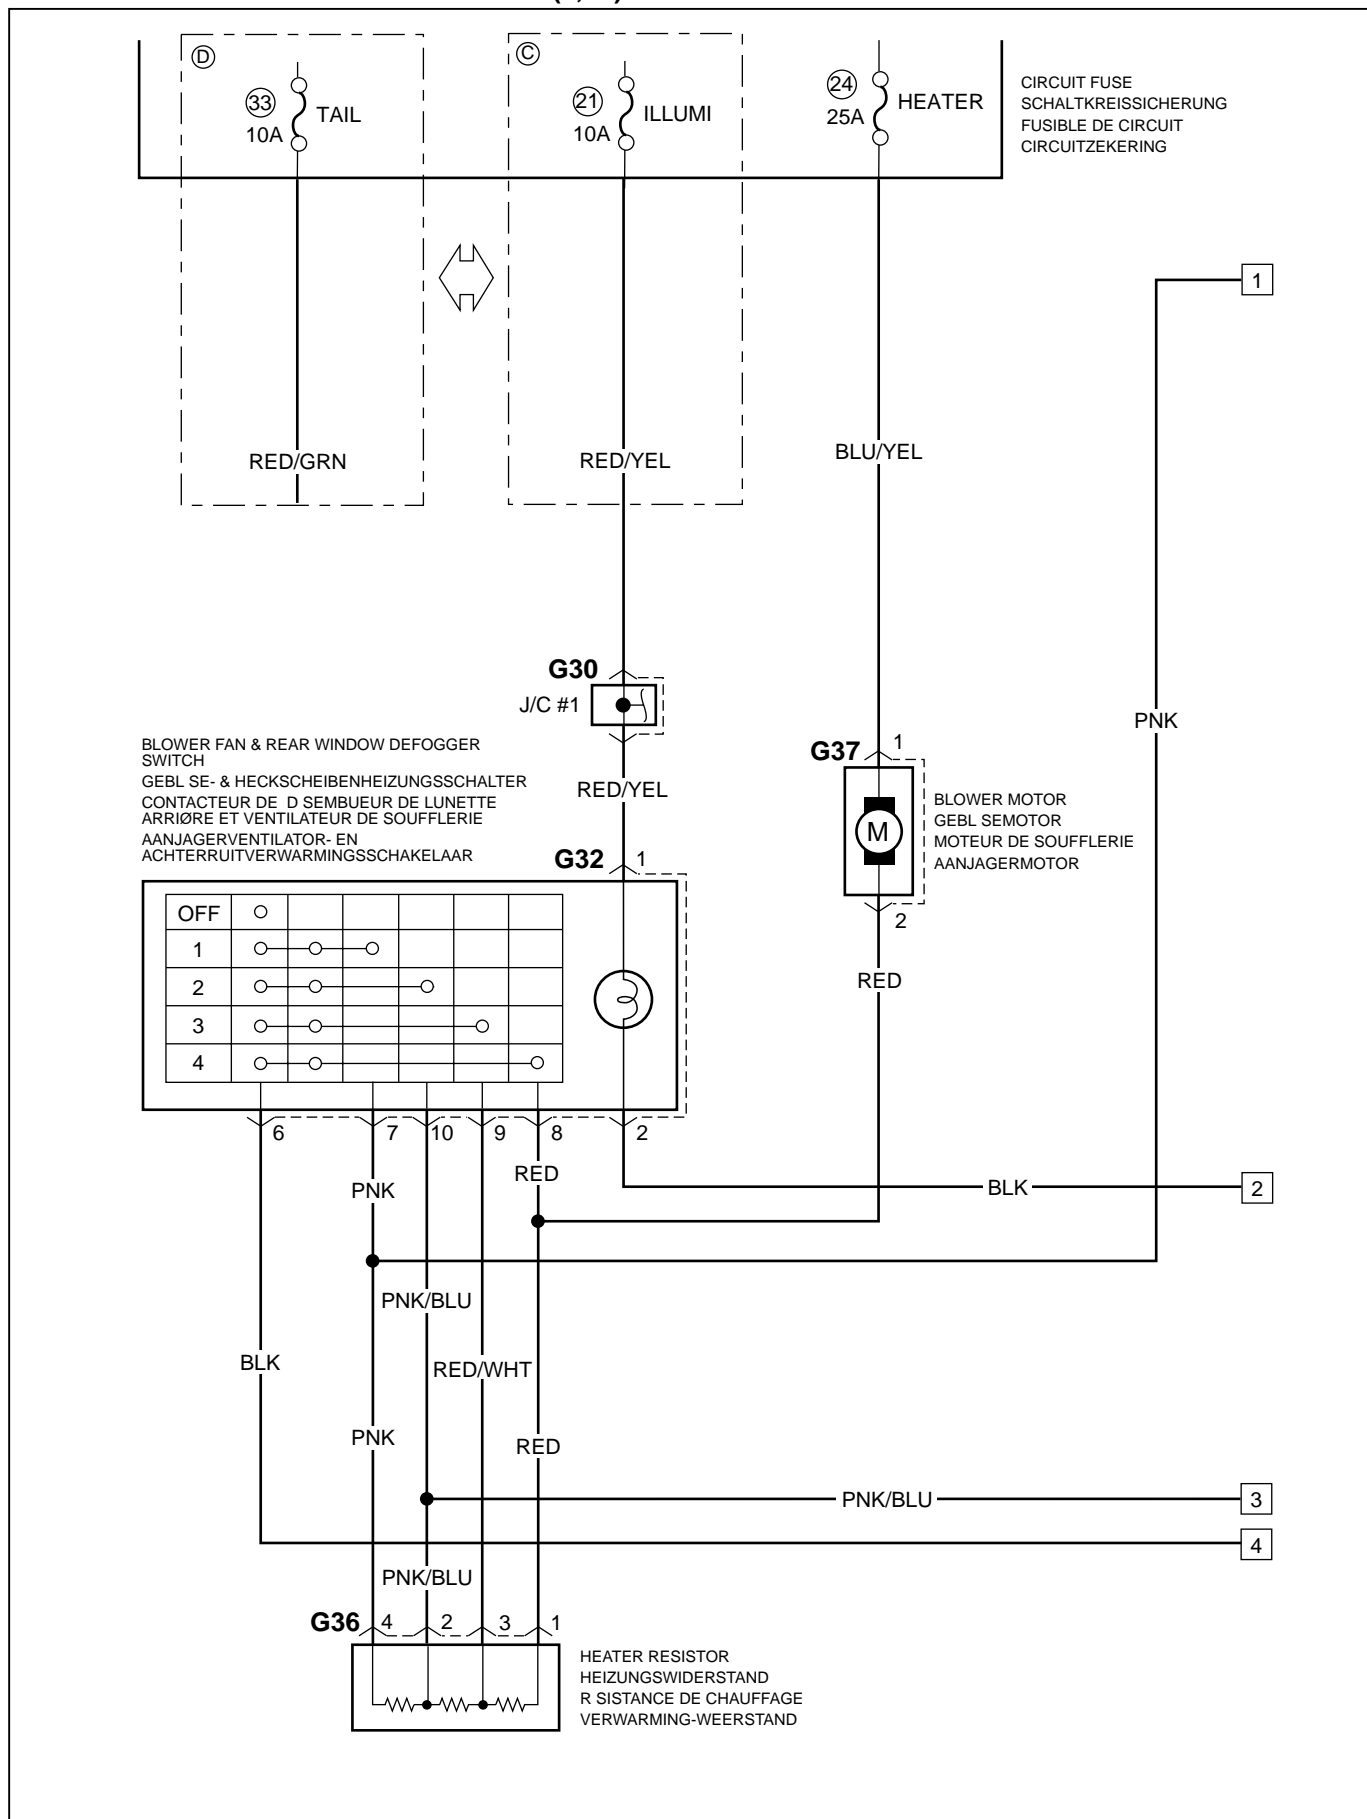 D
33
10A
TAIL
C
21
10A
ILLUMI
24
25A
HEATER
CIRCUIT FUSE
SCHALTKREISSICHERUNG
FUSIBLE DE CIRCUIT
CIRCUITZEKERING
1
RED/GRN
RED/YEL
BLU/YEL
G30
J/C #1
PNK
BLOWER FAN & REAR WINDOW DEFOGGER
SWITCH
GEBL SE- & HECKSCHEIBENHEIZUNGSSCHALTER
CONTACTEUR DE  D SEMBUEUR DE LUNETTE
ARRIØRE ET VENTILATEUR DE SOUFFLERIE
AANJAGERVENTILATOR- EN
ACHTERRUITVERWARMINGSSCHAKELAAR
RED/YEL
G37
1
M
BLOWER MOTOR
GEBL SEMOTOR
MOTEUR DE SOUFFLERIE
AANJAGERMOTOR
2
G32
1
OFF
1
2
3
4
RED
6
7
10
9
8
2
RED
PNK
BLK
2
PNK/BLU
BLK
RED/WHT
PNK
RED
PNK/BLU
3
4
PNK/BLU
G36
4
2
3
1
HEATER RESISTOR
HEIZUNGSWIDERSTAND
R SISTANCE DE CHAUFFAGE
VERWARMING-WEERSTAND